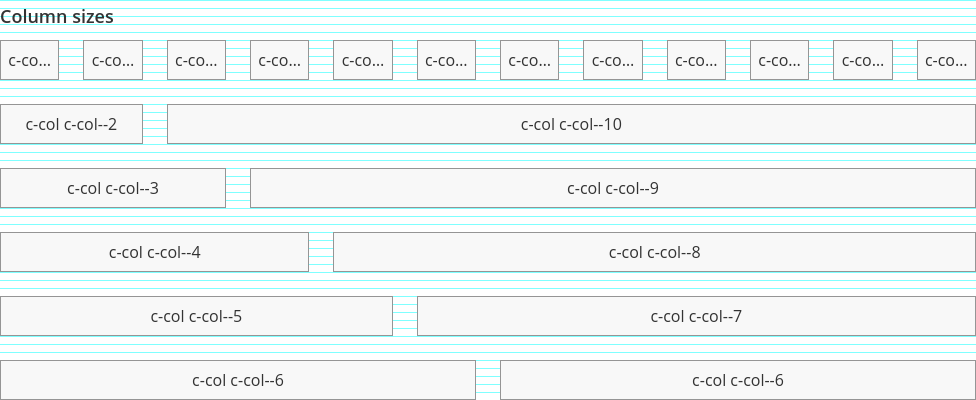 Column sizes
c-co... c-co... c-co... c-co... c-co... c-co... c-co... c-co... c-co... c-co... c-co... c-co...
c-col c-col--2 c-col c-col--10
c-col c-col--3 c-col c-col--9
c-col c-col--4 c-col c-col--8
c-col c-col--5 c-col c-col--7
c-col c-col--6 c-col c-col--6